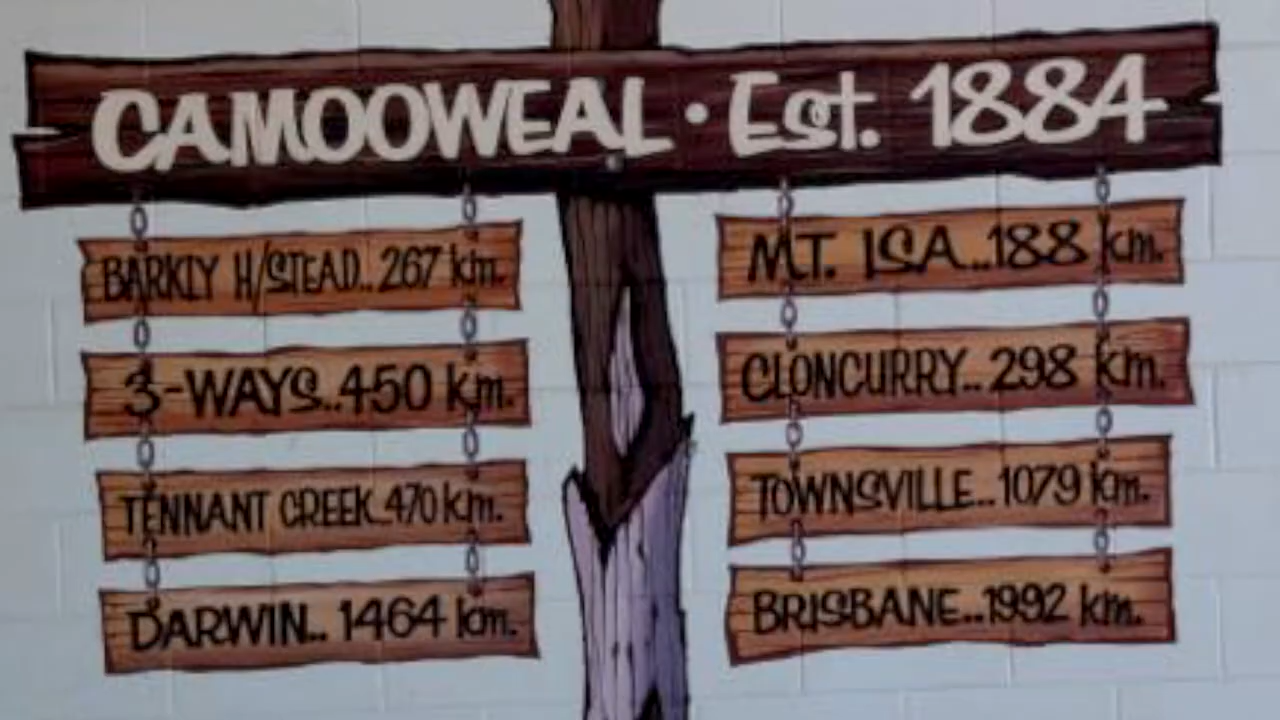 CAMOOWEAL • Est. 1884
BARKLY H/STEAD..267 km.
3-WAYS...450 km.
TENNANT CREEK..470 km.
DARWIN.. 1464 km.
MT. ISA...188 km.
CLONCURRY.. 298 km.
TOWNSVILLE.. 1079 km.
BRISBANE..1992 km.